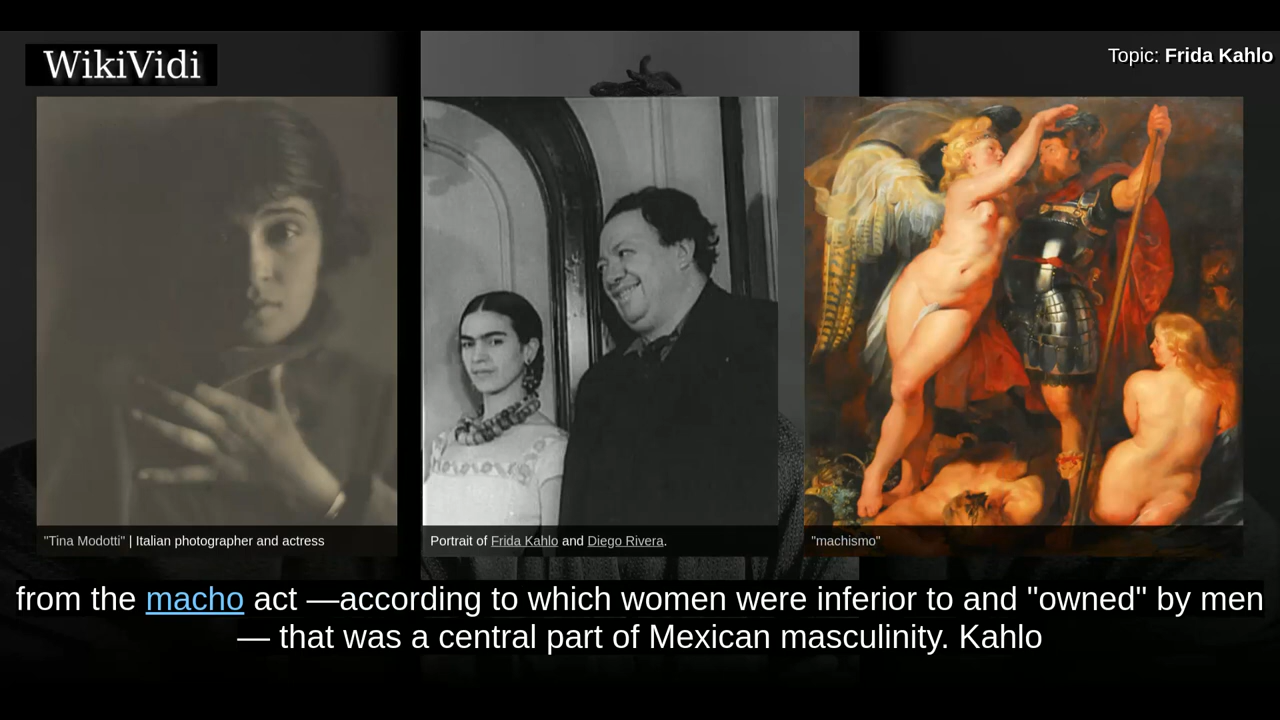 WikiVidi
Topic: Frida Kahlo
"Tina Modotti" | Italian photographer and actress
Portrait of Frida Kahlo and Diego Rivera.
"machismo"
from the macho act —according to which women were inferior to and "owned" by men
— that was a central part of Mexican masculinity. Kahlo